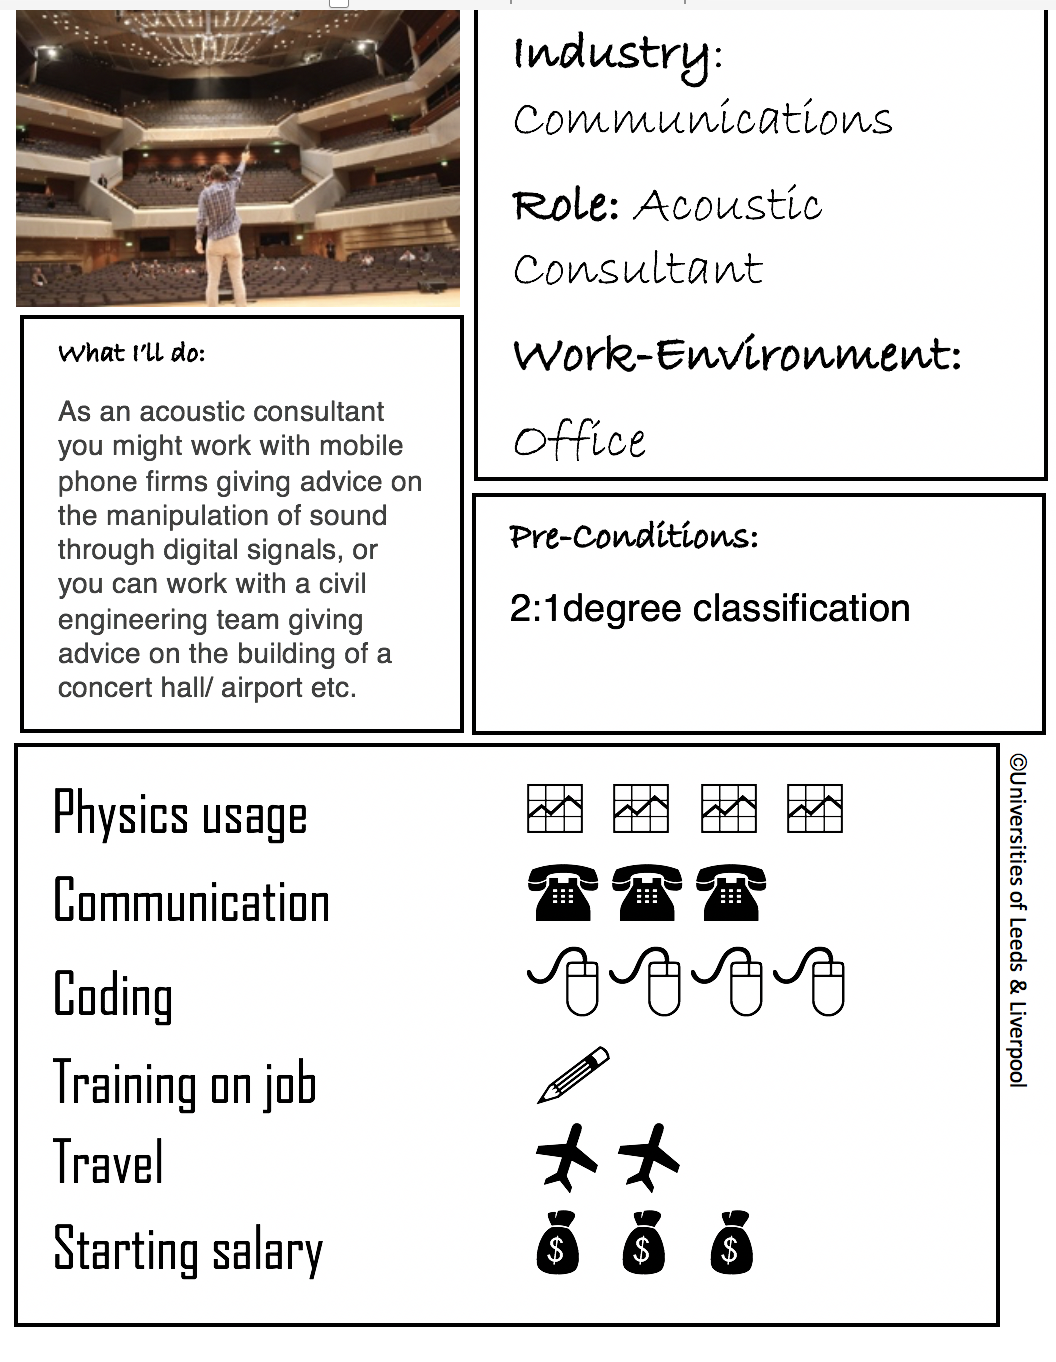 Industry:
Communications
Role: Acoustic
Consultant
Work-Environment:
Office
What I'll do:
As an acoustic consultant
you might work with mobile
phone firms giving advice on
the manipulation of sound
through digital signals, or
you can work with a civil
engineering team giving
advice on the building of a
concert hall/ airport etc.
Pre-Conditions:
2:1degree classification
Physics usage
Communication
Coding
Training on job
Travel
Starting salary
$ $ $
©Universities of Leeds & Liverpool